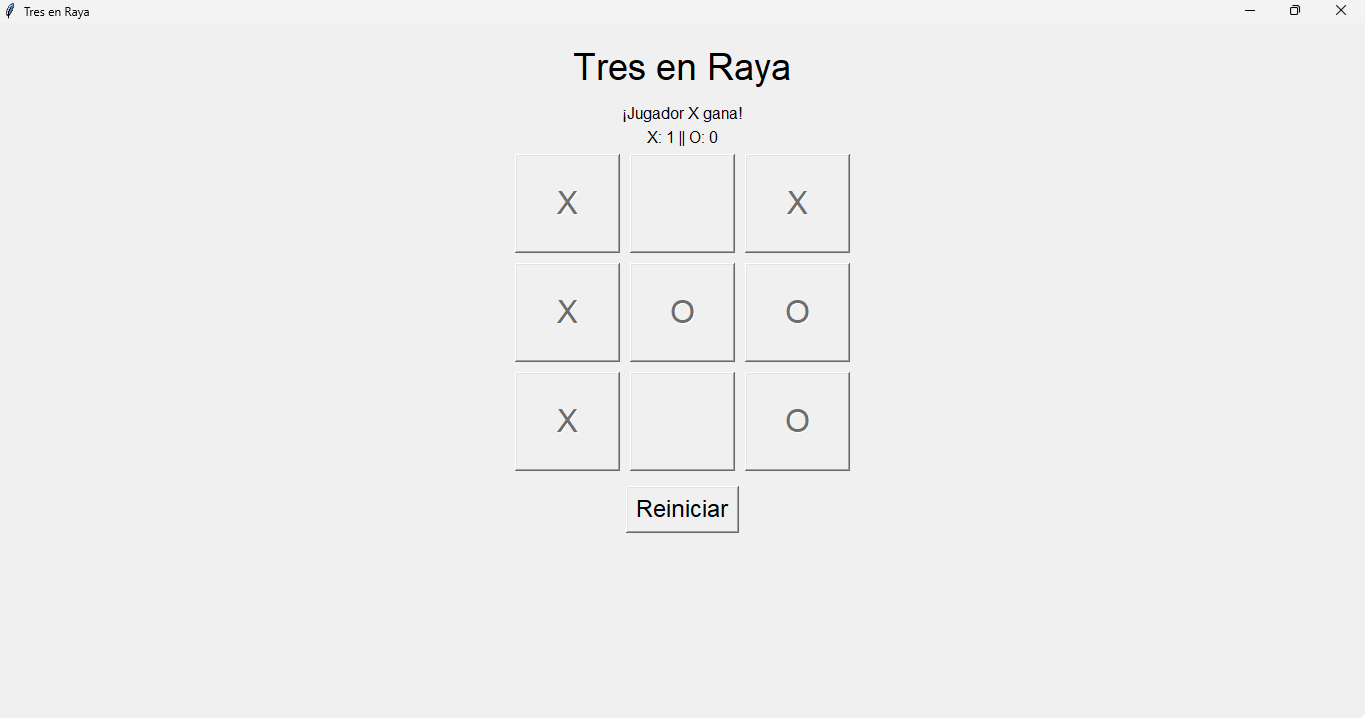 Tres en Raya
Tres en Raya
¡Jugador X gana!
X: 1 || O: 0
X X
X O O
X O
Reiniciar